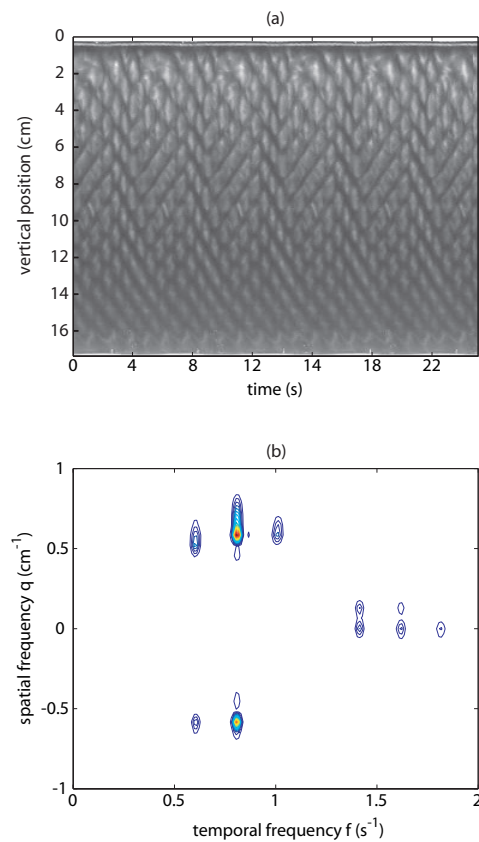 (a)
0
2
4
6
8
10
12
14
16
vertical position (cm)
0 4 8 12 14 18 22
time (s)
(b)
1
0.5
0
-0.5
-1
spatial frequency q (cm⁻¹)
0 0.5 1 1.5 2
temporal frequency f (s⁻¹)